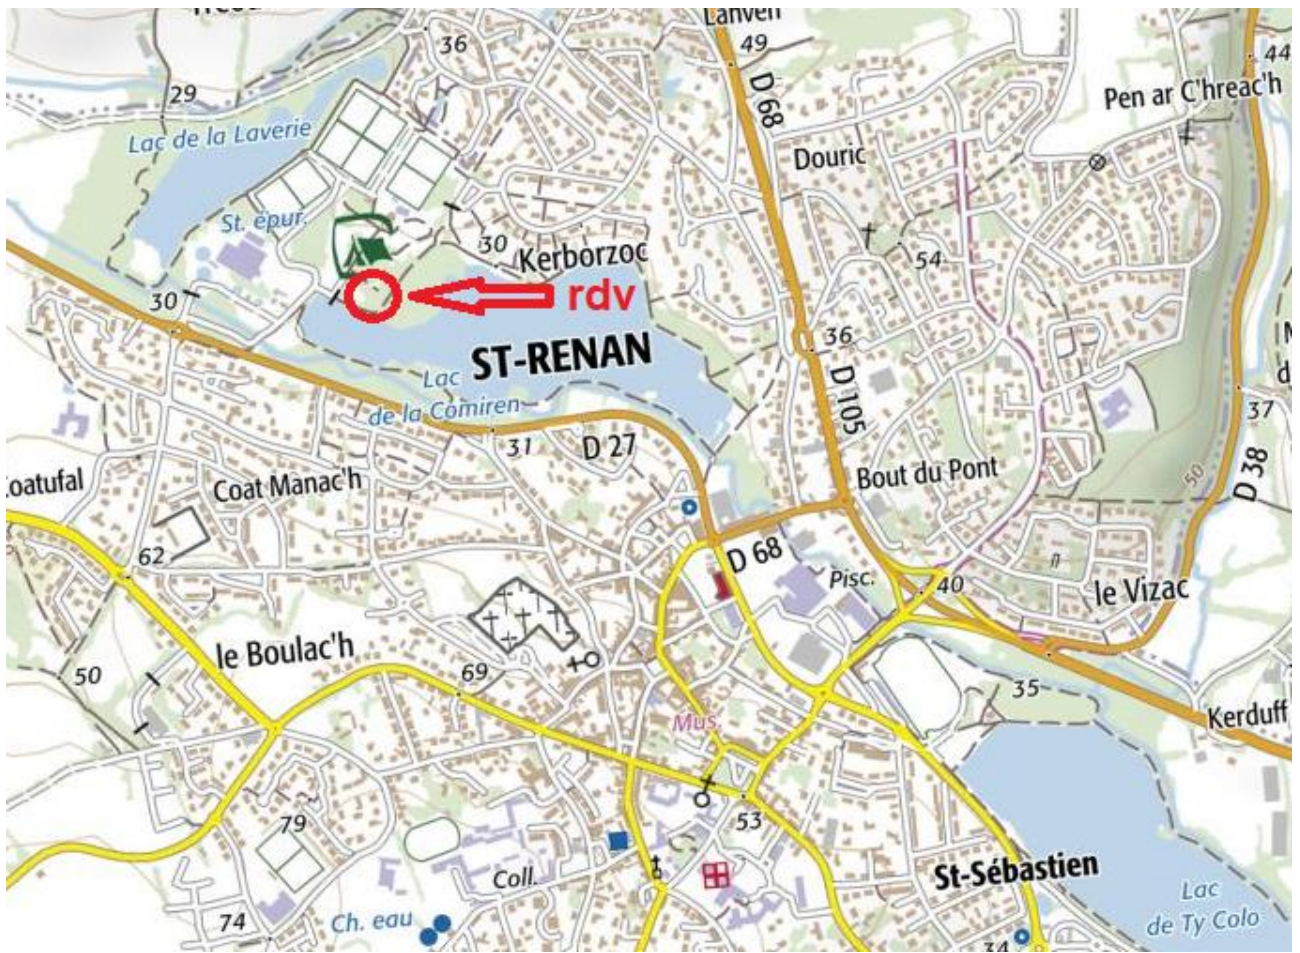 Lanven
36
49
44
29
D 68
Pen ar C'hreac'h
Lac de la Laverie
Douric
St. épur.
30
Kerborzoc
54
30
rdv
36
ST-RENAN
Lac
de la Comiren
D 105
37
31
D 27
Coat Manac'h
Bout du Pont
50
D 38
oatufal
62
D 68
Pisc.
40
le Vizac
le Boulac'h
50
69
35
Mus.
Kerduff
79
53
Coll.
St-Sébastien
74
Ch. eau
Lac
de Ty Colo
34